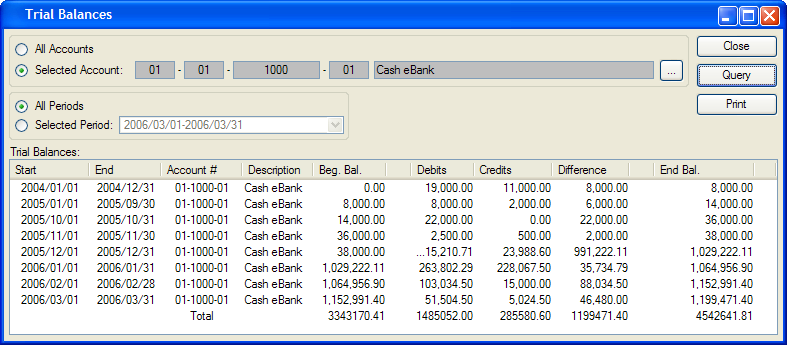 Trial Balances
All Accounts
Selected Account: 01 - 01 - 1000 - 01 Cash eBank ...
Close
Query
Print
All Periods
Selected Period: 2006/03/01-2006/03/31
Trial Balances:
Start End Account # Description Beg. Bal. Debits Credits Difference End Bal.
2004/01/01 2004/12/31 01-1000-01 Cash eBank 0.00 19,000.00 11,000.00 8,000.00 8,000.00
2005/01/01 2005/09/30 01-1000-01 Cash eBank 8,000.00 8,000.00 2,000.00 6,000.00 14,000.00
2005/10/01 2005/10/31 01-1000-01 Cash eBank 14,000.00 22,000.00 0.00 22,000.00 36,000.00
2005/11/01 2005/11/30 01-1000-01 Cash eBank 36,000.00 2,500.00 500.00 2,000.00 38,000.00
2005/12/01 2005/12/31 01-1000-01 Cash eBank 38,000.00 ...15,210.71 23,988.60 991,222.11 1,029,222.11
2006/01/01 2006/01/31 01-1000-01 Cash eBank 1,029,222.11 263,802.29 228,067.50 35,734.79 1,064,956.90
2006/02/01 2006/02/28 01-1000-01 Cash eBank 1,064,956.90 103,034.50 15,000.00 88,034.50 1,152,991.40
2006/03/01 2006/03/31 01-1000-01 Cash eBank 1,152,991.40 51,504.50 5,024.50 46,480.00 1,199,471.40
Total 3343170.41 1485052.00 285580.60 1199471.40 4542641.81